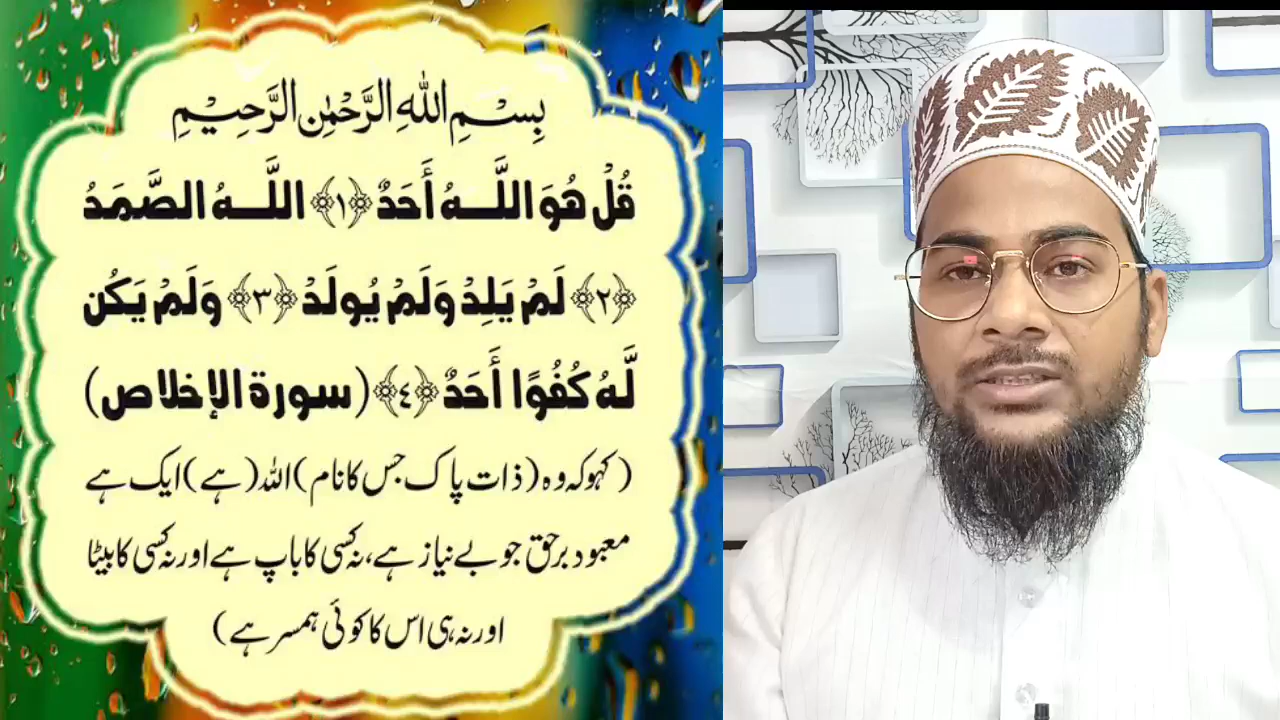 بِسْمِ اللهِ الرَّحْمٰنِ الرَّحِيْمِ
قُلْ هُوَ اللَّـهُ أَحَدٌ ﴿١﴾ اللَّـهُ الصَّمَدُ
﴿٢﴾ لَمْ يَلِدْ وَلَمْ يُولَدْ ﴿٣﴾ وَلَمْ يَكُن
لَّهُ كُفُوًا أَحَدٌ ﴿٤﴾ (سورة الإخلاص)
(کہو کہ وہ (ذات پاک جس کا نام) اللہ (ہے) ایک ہے
معبود برحق جو بے نیاز ہے، نہ کسی کا باپ ہے اور نہ کسی کا بیٹا
اور نہ ہی اس کا کوئی ہمسر ہے)